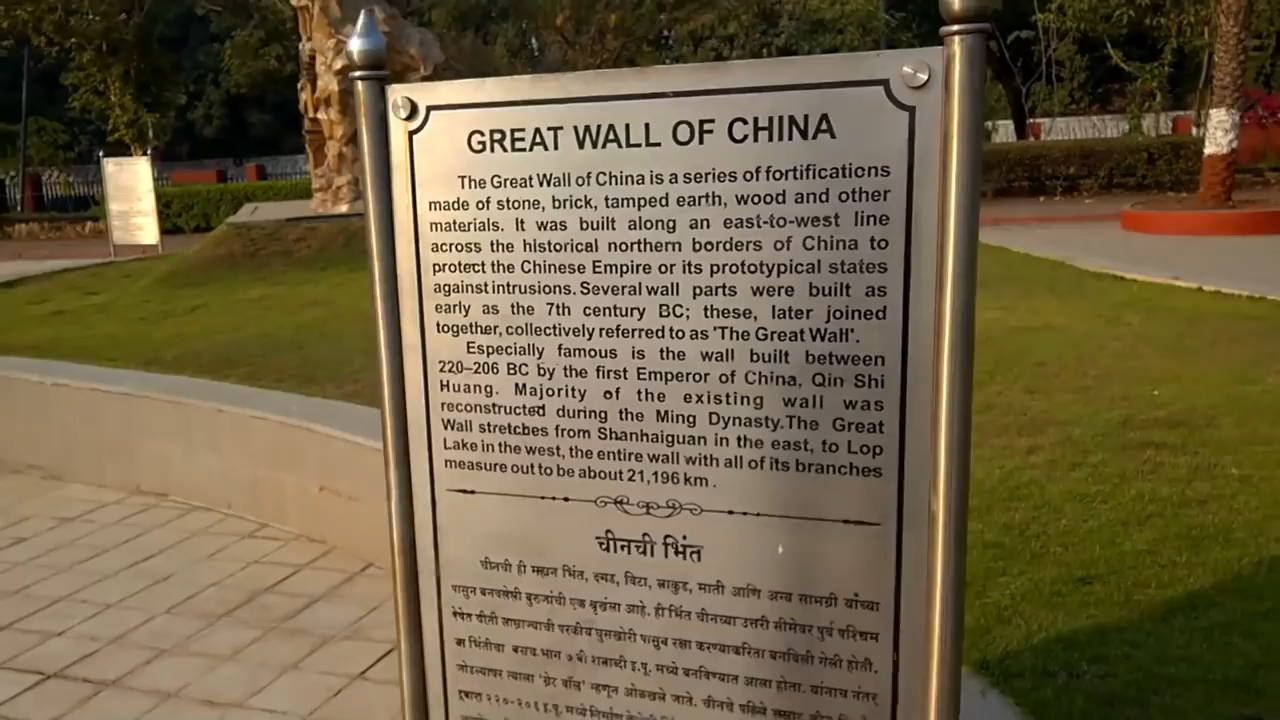 GREAT WALL OF CHINA
The Great Wall of China is a series of fortifications
made of stone, brick, tamped earth, wood and other
materials. It was built along an east-to-west line
across the historical northern borders of China to
protect the Chinese Empire or its prototypical states
against intrusions. Several wall parts were built as
early as the 7th century BC; these, later joined
together, collectively referred to as 'The Great Wall'.
Especially famous is the wall built between
220–206 BC by the first Emperor of China, Qin Shi
Huang. Majority of the existing wall was
reconstructed during the Ming Dynasty.The Great
Wall stretches from Shanhaiguan in the east, to Lop
Lake in the west, the entire wall with all of its branches
measure out to be about 21,196 km .
चीनची भिंत
चीनची ही महान भिंत, दगड, विटा, लाकुड, माती आणि अन्य सामग्री यांच्या
पासुन बनवलेली बुरुजांची एक श्रृखंला आहे. ही भिंत चीनच्या उत्तरी सीमेवर पुर्व पश्चिम
रेषेत चीनी साम्राज्याची परकीय घुसखोरी पासुन रक्षा करण्याकरिता बनविली गेली होती.
या भिंतीचा बराच भाग ७ वी शताब्दी इ.पू. मध्ये बनविण्यात आला होता. यांनाच नंतर
जोडल्यावर त्याला 'ग्रेट वॉल' म्हणून ओळखले जाते. चीनचे पहिले सम्राट
द्वारा २२०-२०६ इ.पू. मध्ये